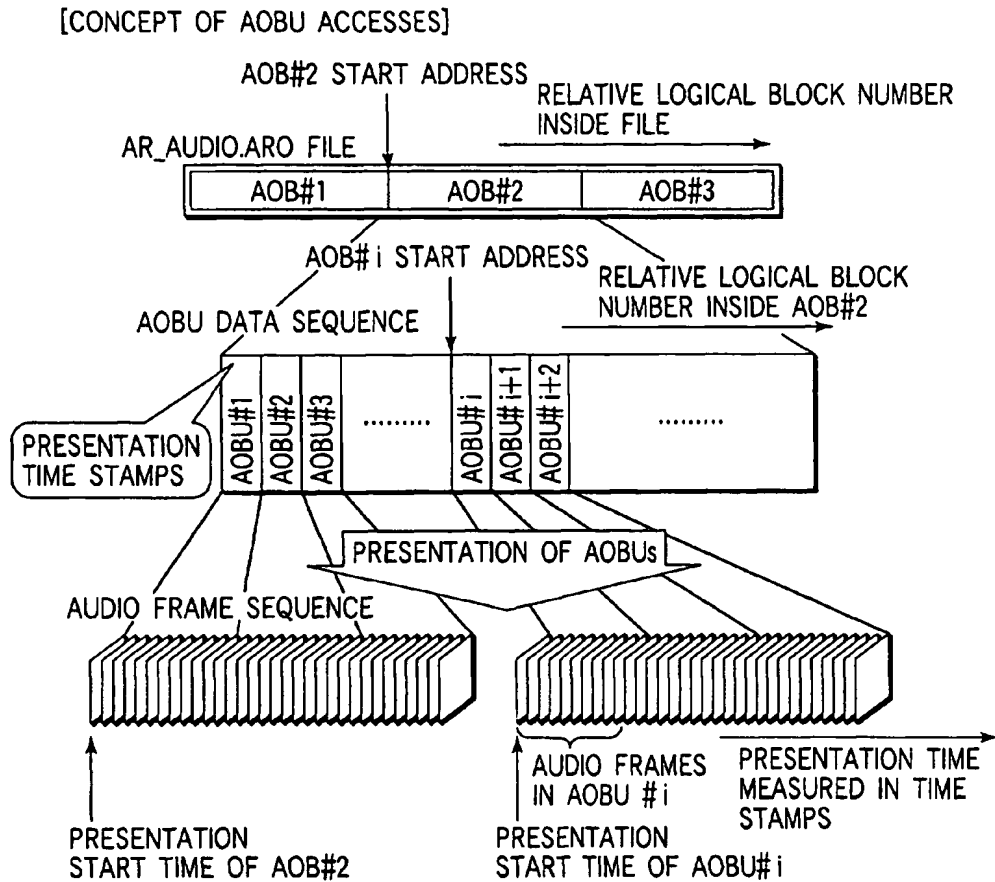 [CONCEPT OF AOBU ACCESSES]
AOB#2 START ADDRESS
RELATIVE LOGICAL BLOCK NUMBER
INSIDE FILE
AR_AUDIO.ARO FILE
AOB#1
AOB#2
AOB#3
AOB#i START ADDRESS
RELATIVE LOGICAL BLOCK
NUMBER INSIDE AOB#2
AOBU DATA SEQUENCE
AOBU#1
AOBU#2
AOBU#3
.........
AOBU#i
AOBU#i+1
AOBU#i+2
.........
PRESENTATION
TIME STAMPS
PRESENTATION OF AOBUs
AUDIO FRAME SEQUENCE
AUDIO FRAMES
IN AOBU #i
PRESENTATION TIME
MEASURED IN TIME
STAMPS
PRESENTATION
START TIME OF AOB#2
PRESENTATION
START TIME OF AOBU#i